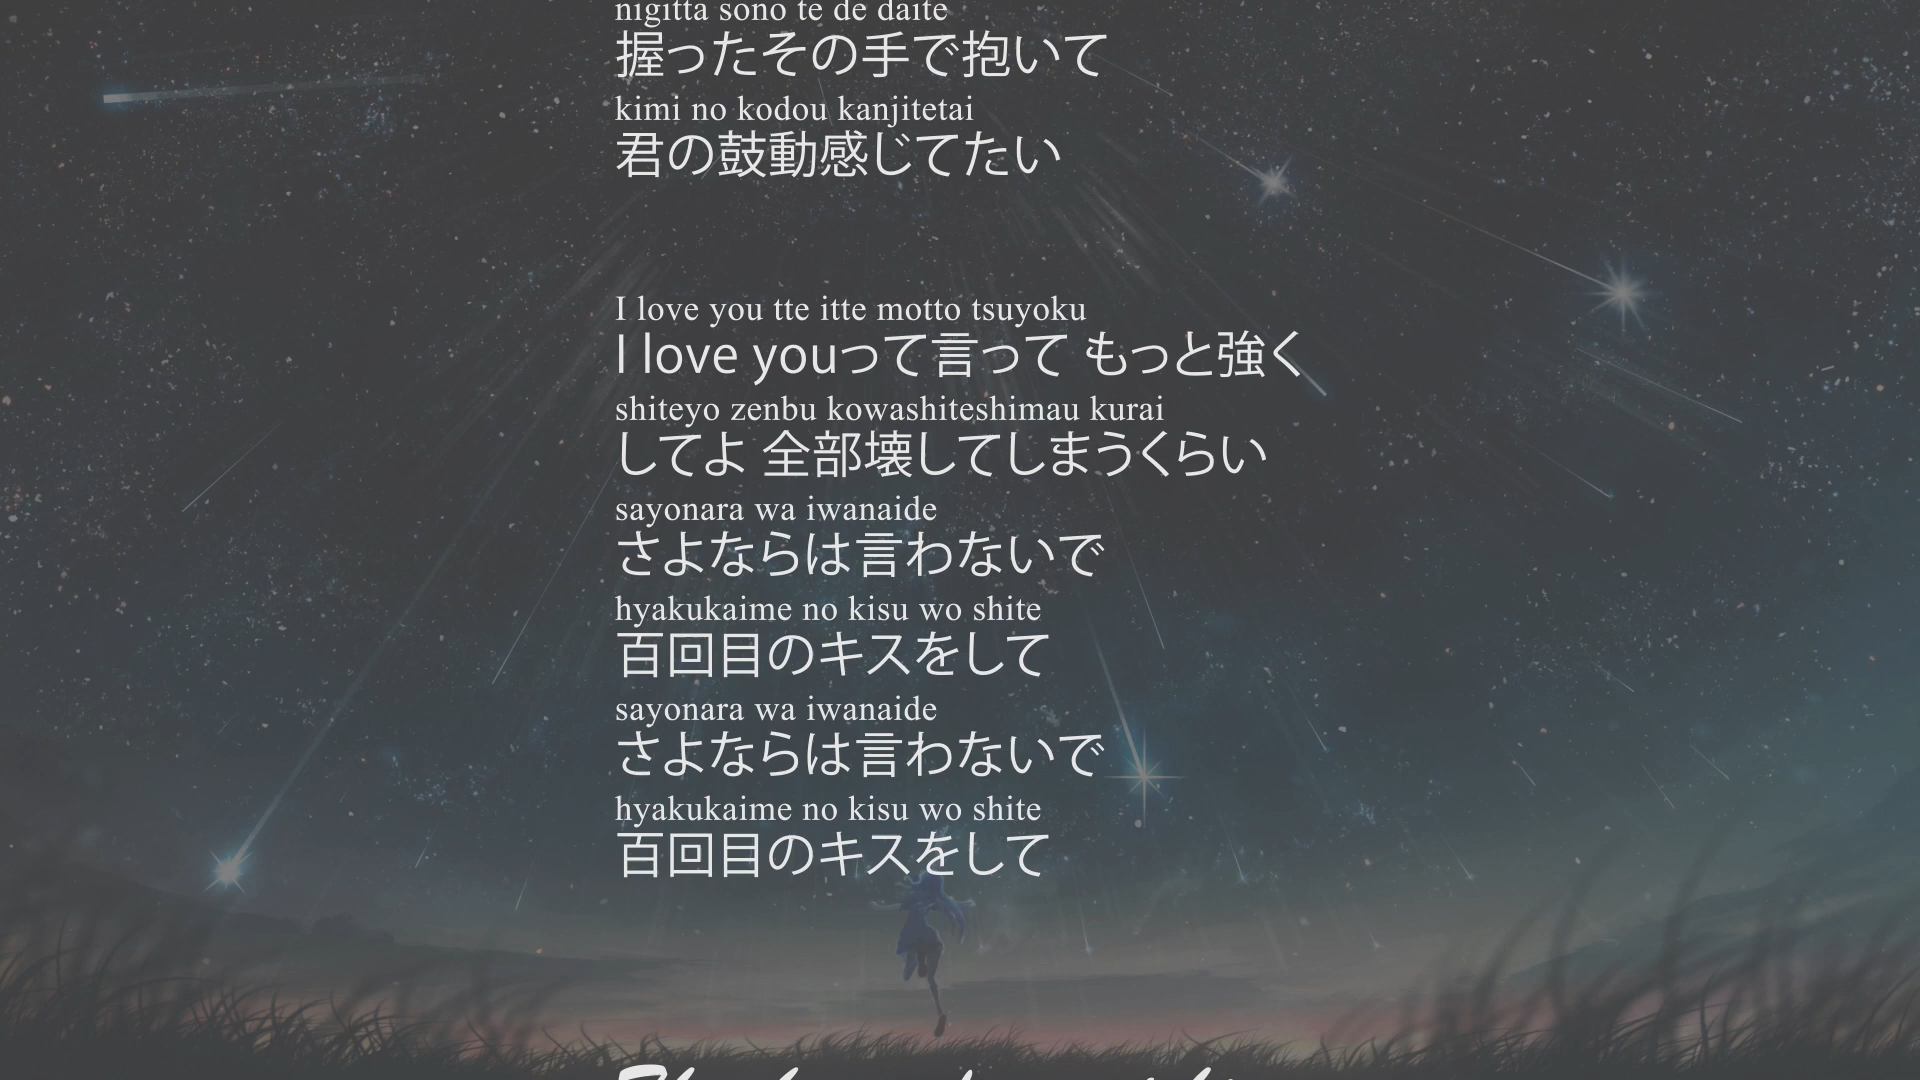 nigitta sono te de daite
握ったその手で抱いて
kimi no kodou kanjitetai
君の鼓動感じてたい
I love you tte itte motto tsuyoku
I love youって言って もっと強く
shiteyo zenbu kowashiteshimau kurai
してよ 全部壊してしまうくらい
sayonara wa iwanaide
さよならは言わないで
hyakukaime no kisu wo shite
百回目のキスをして
sayonara wa iwanaide
さよならは言わないで
hyakukaime no kisu wo shite
百回目のキスをして